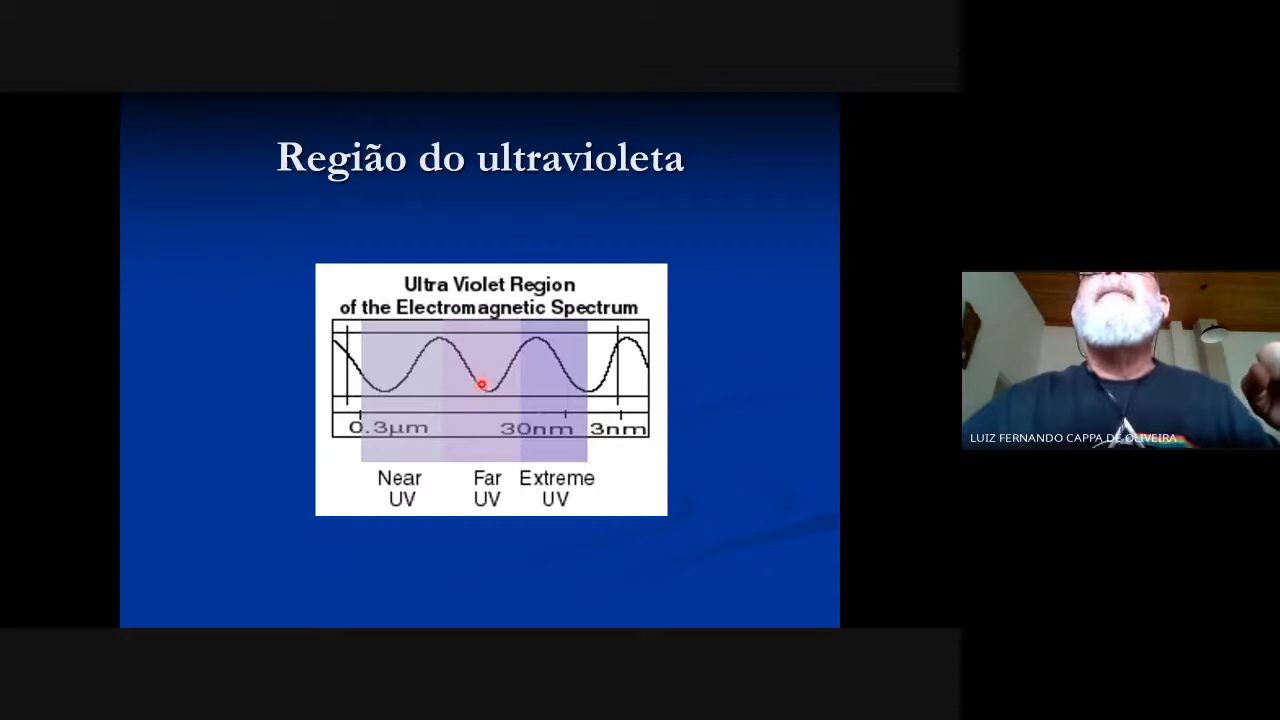 Região do ultravioleta
Ultra Violet Region
of the Electromagnetic Spectrum
0.3µm 30nm 3nm
Near Far Extreme
UV UV UV
LUIZ FERNANDO CAPPA DE OLIVEIRA